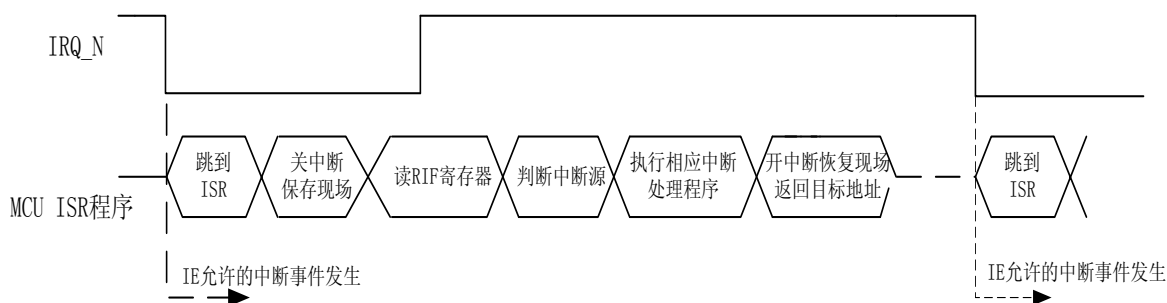 IRQ_N
跳到
ISR
关中断
保存现场
读RIF寄存器
判断中断源
执行相应中断
处理程序
开中断恢复现场
返回目标地址
跳到
ISR
MCU ISR程序
IE允许的中断事件发生
IE允许的中断事件发生